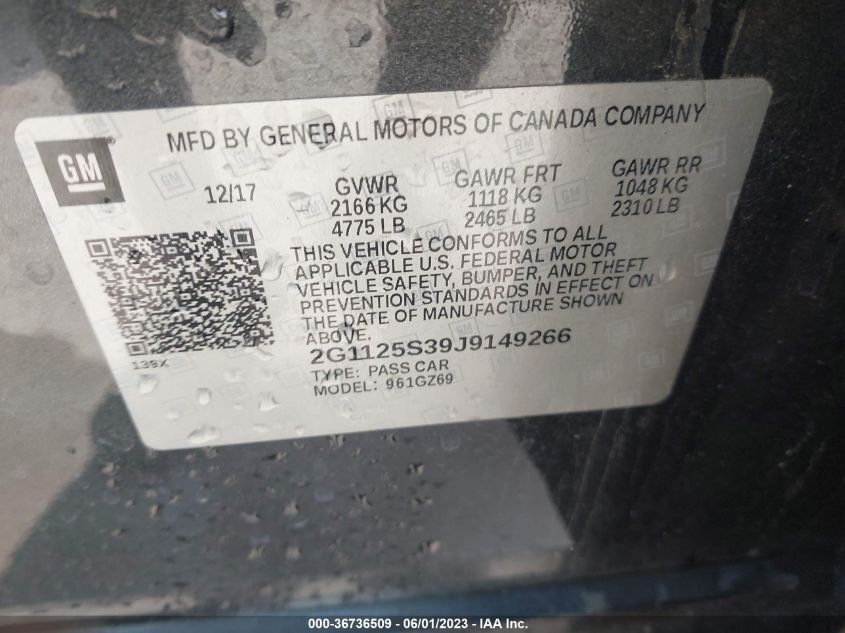 MFD BY GENERAL MOTORS OF CANADA COMPANY
GM
12/17
GVWR
2166 KG
4775 LB
GAWR FRT
1118 KG
2465 LB
GAWR RR
1048 KG
2310 LB
THIS VEHICLE CONFORMS TO ALL
APPLICABLE U.S. FEDERAL MOTOR
VEHICLE SAFETY, BUMPER, AND THEFT
PREVENTION STANDARDS IN EFFECT ON
THE DATE OF MANUFACTURE SHOWN
ABOVE.
139X
2G1125S39J9149266
TYPE: PASS CAR
MODEL: 961GZ69
000-36736509 - 06/01/2023 - IAA Inc.